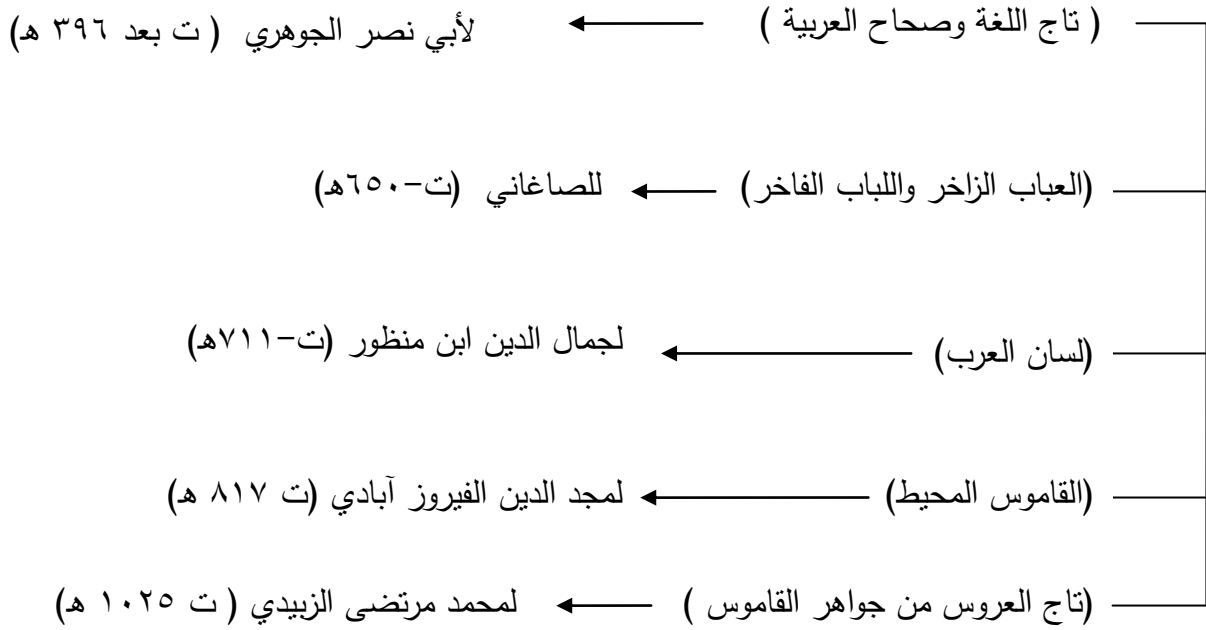 ( تاج اللغة وصحاح العربية ) لأبي نصر الجوهري ( ت بعد ٣٩٦ هـ)
(العباب الزاخر واللباب الفاخر) للصاغاني (ت-٦٥٠هـ)
(لسان العرب) لجمال الدين ابن منظور (ت-٧١١هـ)
(القاموس المحيط) لمجد الدين الفيروز آبادي (ت ٨١٧ هـ)
(تاج العروس من جواهر القاموس ) لمحمد مرتضى الزبيدي ( ت ١٠٢٥ هـ)